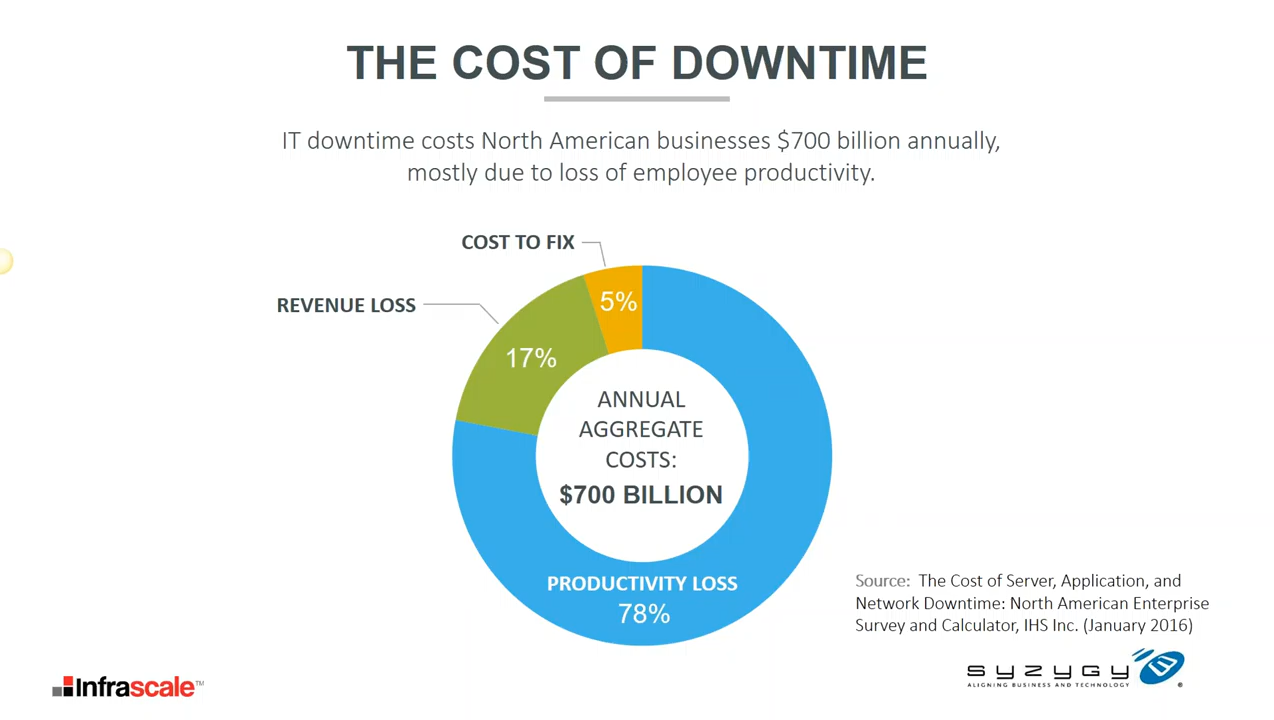 THE COST OF DOWNTIME
IT downtime costs North American businesses $700 billion annually,
mostly due to loss of employee productivity.
COST TO FIX
5%
REVENUE LOSS
17%
ANNUAL
AGGREGATE
COSTS:
$700 BILLION
PRODUCTIVITY LOSS
78%
Source: The Cost of Server, Application, and
Network Downtime: North American Enterprise
Survey and Calculator, IHS Inc. (January 2016)
Infrascale™
SYZYGY
ALIGNING BUSINESS AND TECHNOLOGY ®